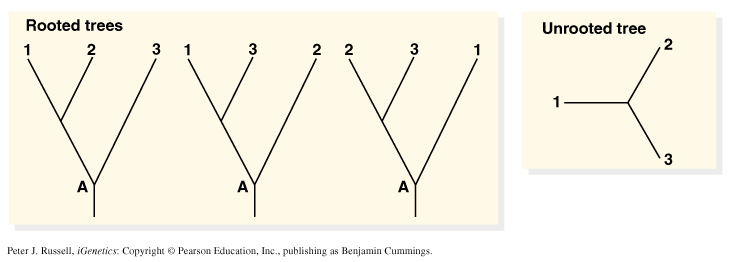 Rooted trees
1 2 3 1 3 2 2 3 1
A A A
Unrooted tree
2
1
3
Peter J. Russell, iGenetics: Copyright © Pearson Education, Inc., publishing as Benjamin Cummings.